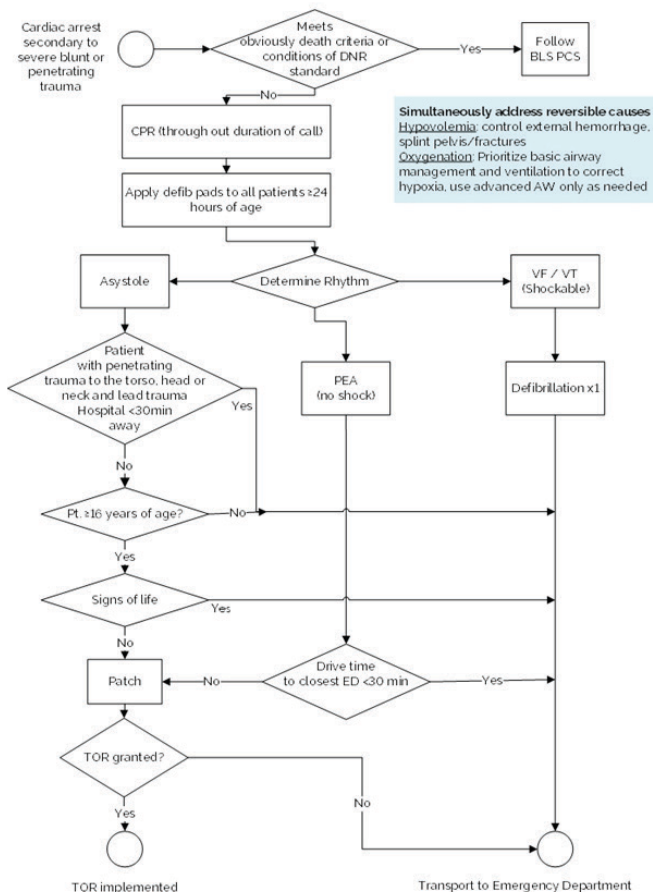 Cardiac arrest
secondary to
severe blunt or
penetrating
trauma
Meets
obviously death criteria or
conditions of DNR
standard
Yes
Follow
BLS PCS
No
CPR (through out duration of call)
Simultaneously address reversible causes
Hypovolemia: control external hemorrhage,
splint pelvis/fractures
Oxygenation: Prioritize basic airway
management and ventilation to correct
hypoxia, use advanced AW only as needed
Apply defib pads to all patients ≥24
hours of age
Asystole
Determine Rhythm
VF / VT
(Shockable)
Patient
with penetrating
trauma to the torso, head or
neck and lead trauma
Hospital <30min
away
Yes
PEA
(no shock)
Defibrillation x1
No
Pt. ≥16 years of age?
No
Yes
Signs of life
Yes
No
Patch
No
Drive time
to closest ED <30 min
Yes
TOR granted?
No
Yes
TOR implemented
Transport to Emergency Department